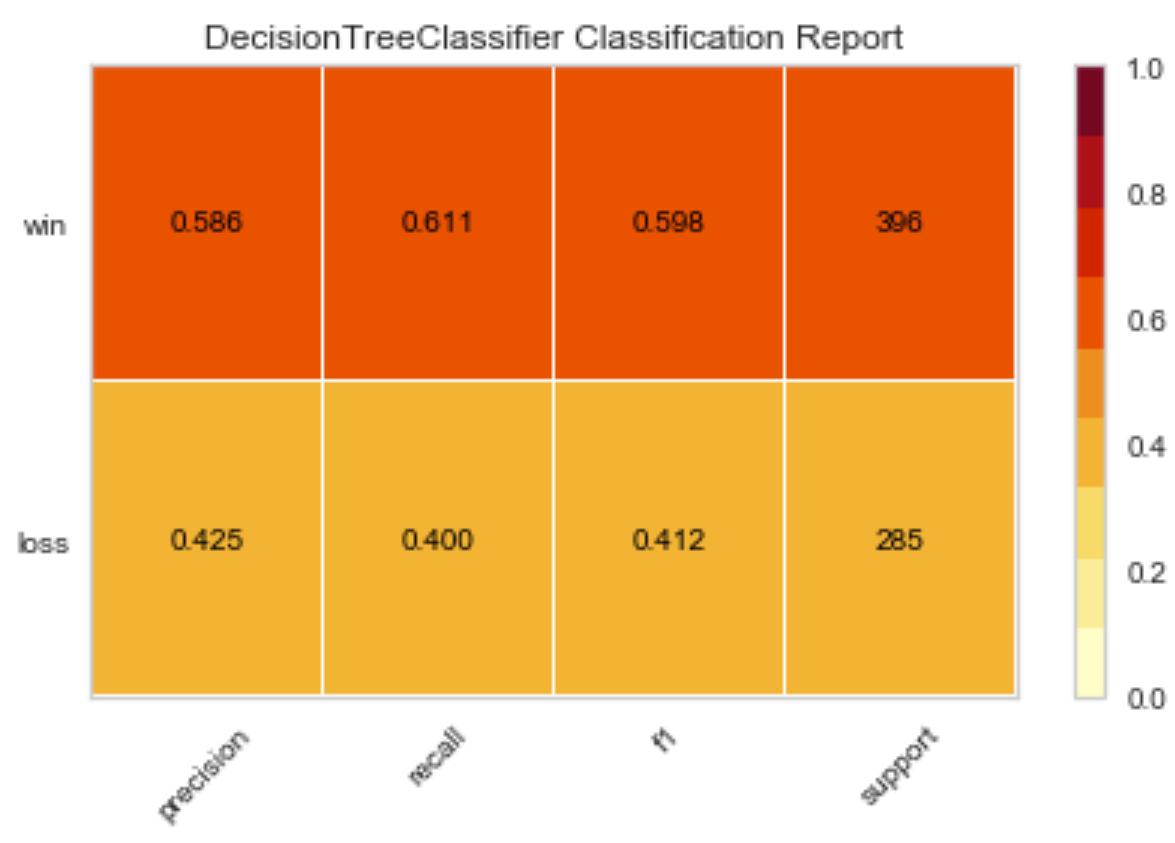 DecisionTreeClassifier Classification Report
win 0.586 0.611 0.598 396
loss 0.425 0.400 0.412 285
precision recall f1 support
1.0
0.8
0.6
0.4
0.2
0.0